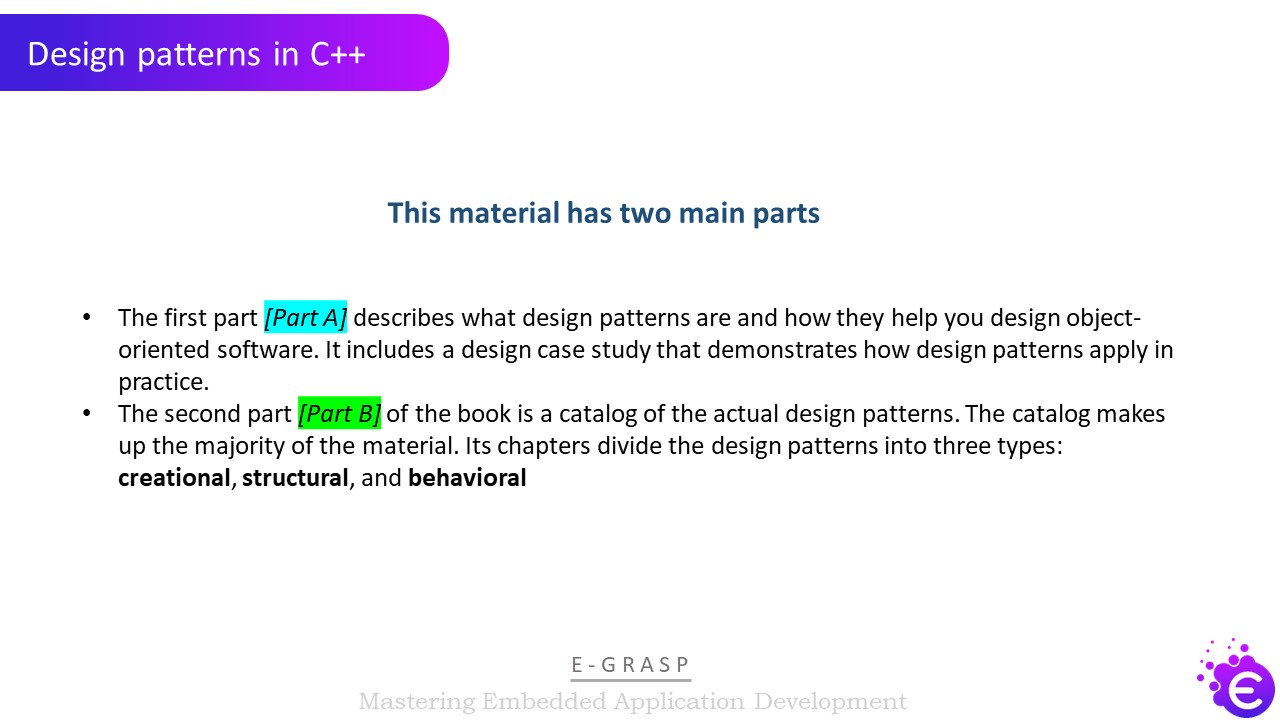 Design patterns in C++
This material has two main parts
• The first part [Part A] describes what design patterns are and how they help you design object-
oriented software. It includes a design case study that demonstrates how design patterns apply in
practice.
• The second part [Part B] of the book is a catalog of the actual design patterns. The catalog makes
up the majority of the material. Its chapters divide the design patterns into three types:
creational, structural, and behavioral
E-GRASP
Mastering Embedded Application Development
e